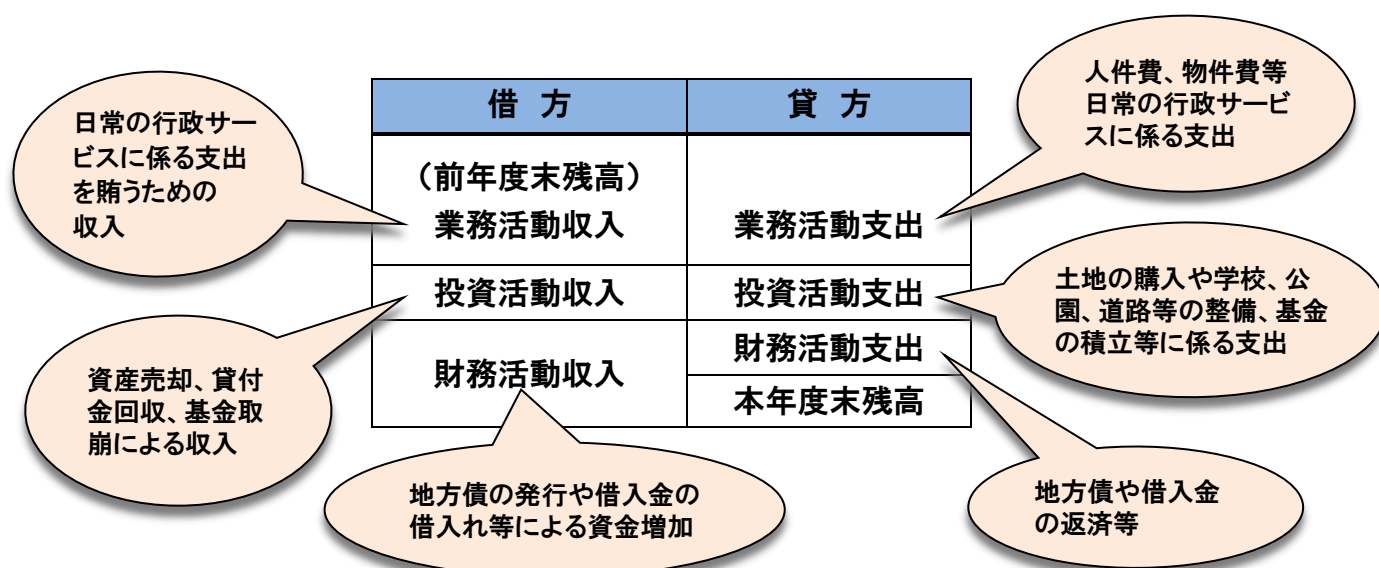 人件費、物件費等
日常の行政サービ
スに係る支出
日常の行政サー
ビスに係る支出
を賄うための
収入
借 方
貸 方
（前年度末残高）
業務活動収入
業務活動支出
投資活動収入
投資活動支出
財務活動収入
財務活動支出
本年度末残高
土地の購入や学校、公
園、道路等の整備、基金
の積立等に係る支出
資産売却、貸付
金回収、基金取
崩による収入
地方債の発行や借入金の
借入れ等による資金増加
地方債や借入金
の返済等